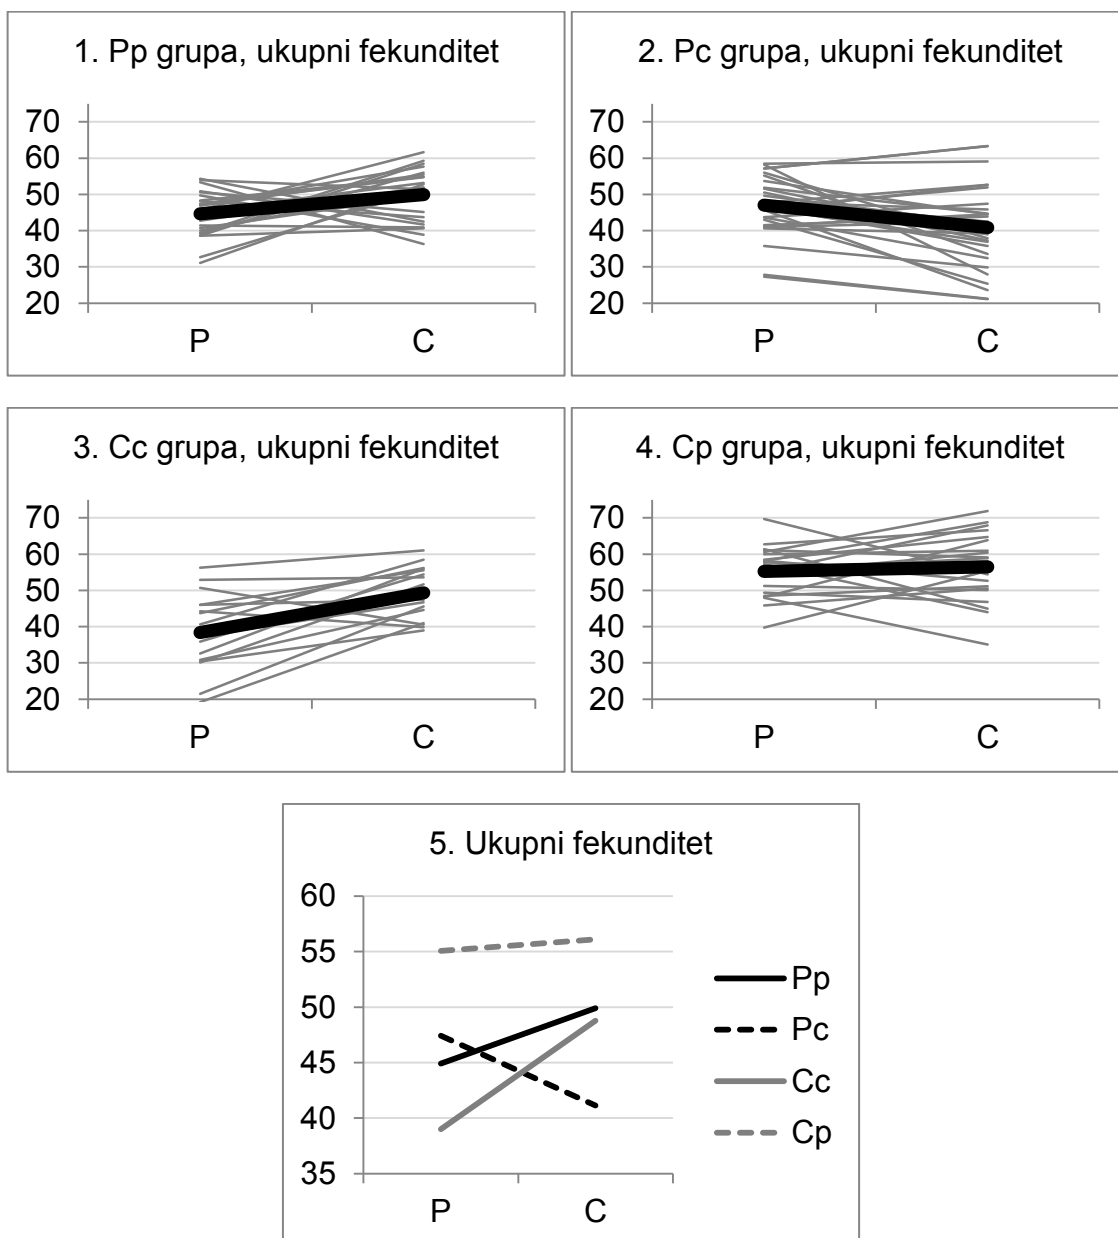 1. Pp grupa, ukupni fekunditet
70
60
50
40
30
20
P C
2. Pc grupa, ukupni fekunditet
70
60
50
40
30
20
P C
3. Cc grupa, ukupni fekunditet
70
60
50
40
30
20
P C
4. Cp grupa, ukupni fekunditet
70
60
50
40
30
20
P C
5. Ukupni fekunditet
60
55
50
45
40
35
P C
Pp
Pc
Cc
Cp